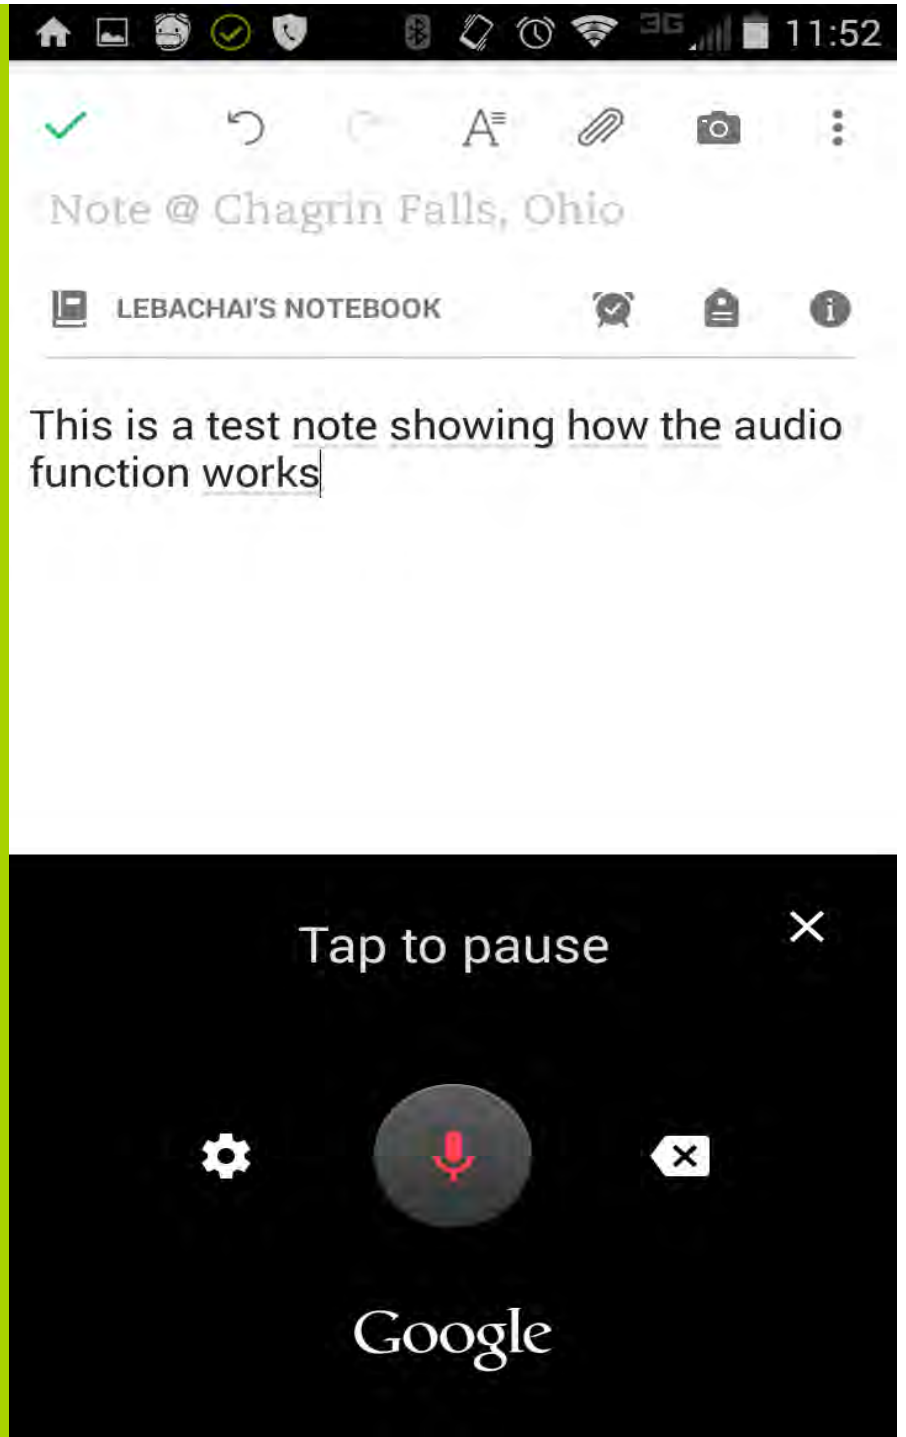 3G 11:52
Note @ Chagrin Falls, Ohio
LEBACHAI'S NOTEBOOK
This is a test note showing how the audio
function works
Tap to pause
Google